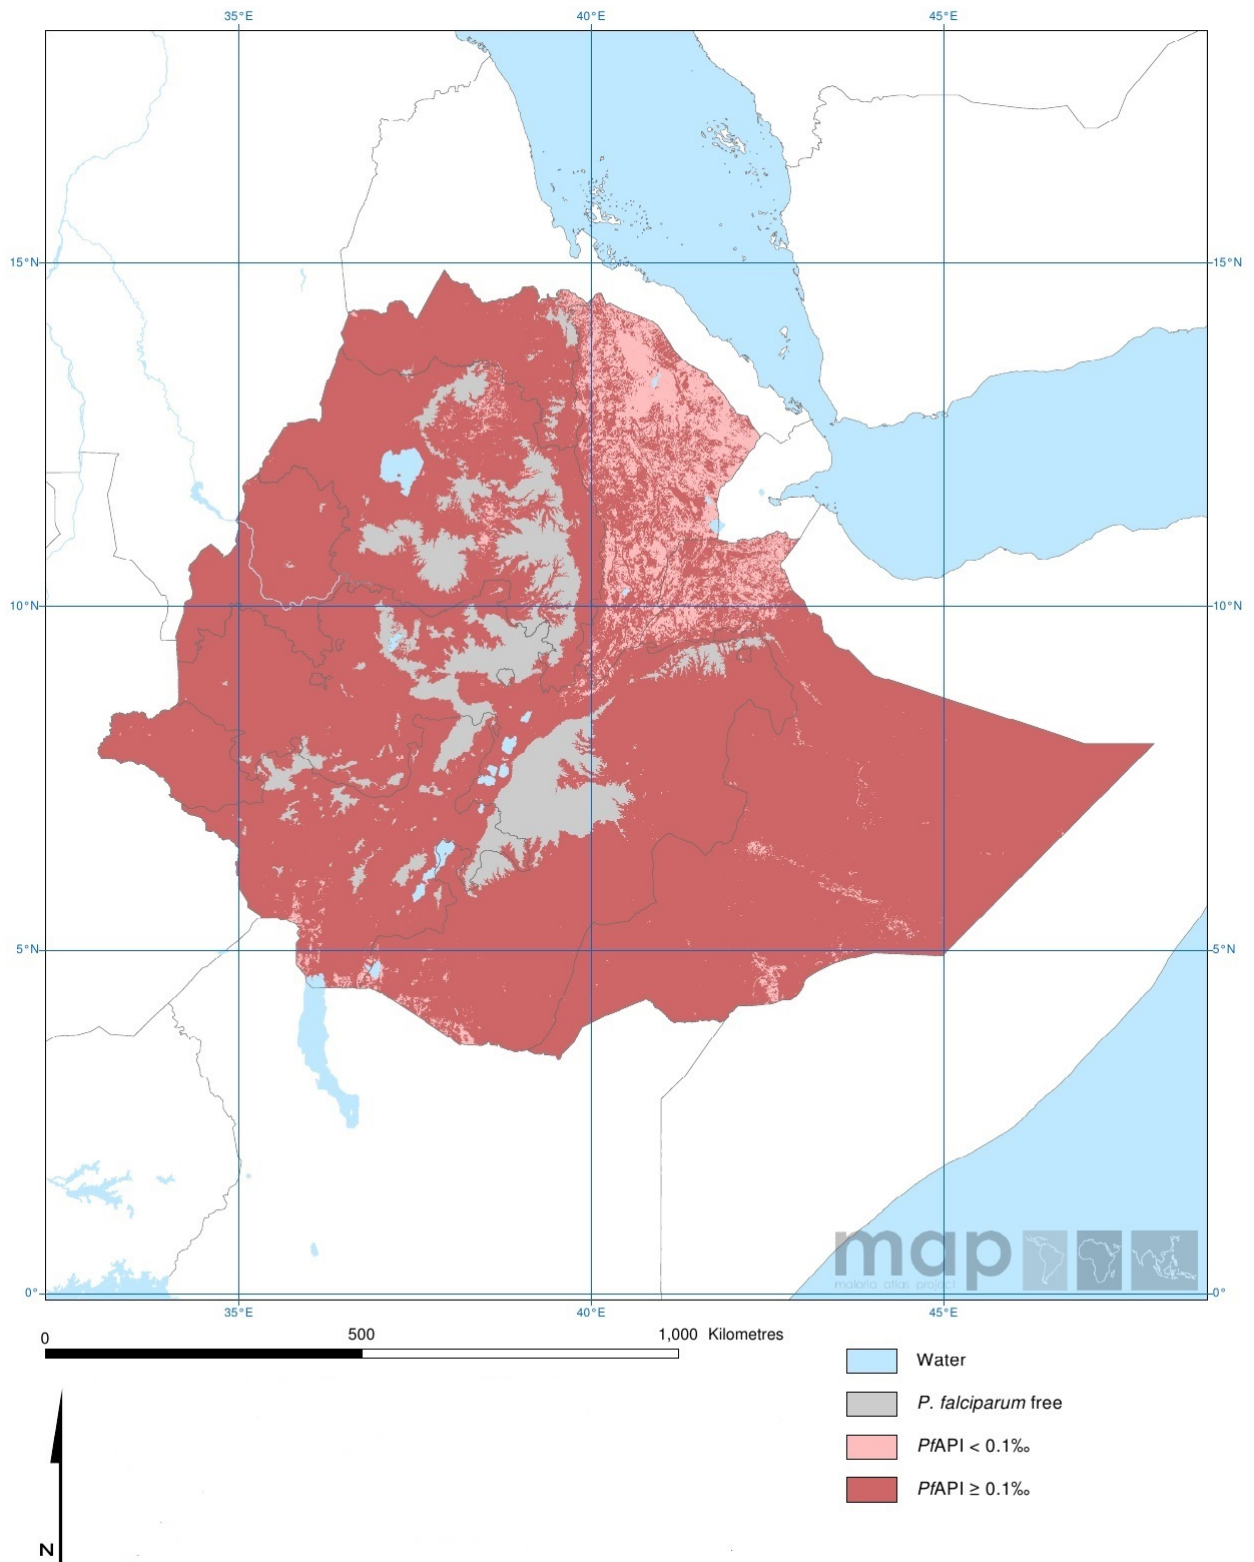 35°E 40°E 45°E
15°N 15°N
10°N 10°N
5°N 5°N
0° 0°
map
malaria atlas project
35°E 40°E 45°E
0 500 1,000 Kilometres
Water
P. falciparum free
PfAPI < 0.1‰
PfAPI ≥ 0.1‰
N